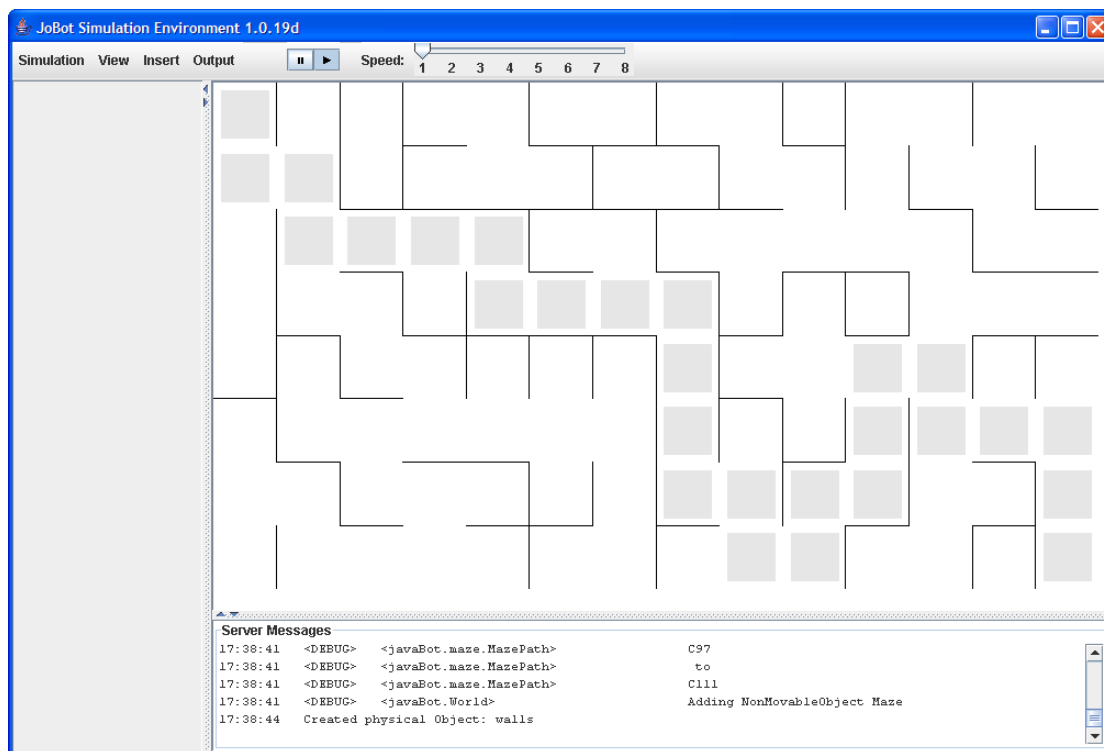 JoBot Simulation Environment 1.0.19d
Simulation View Insert Output Speed:
1 2 3 4 5 6 7 8
Server Messages
17:38:41 <DEBUG> <javaBot.maze.MazePath> C97
17:38:41 <DEBUG> <javaBot.maze.MazePath> to
17:38:41 <DEBUG> <javaBot.maze.MazePath> C111
17:38:41 <DEBUG> <javaBot.World> Adding NonMovableObject Maze
17:38:44 Created physical Object: walls